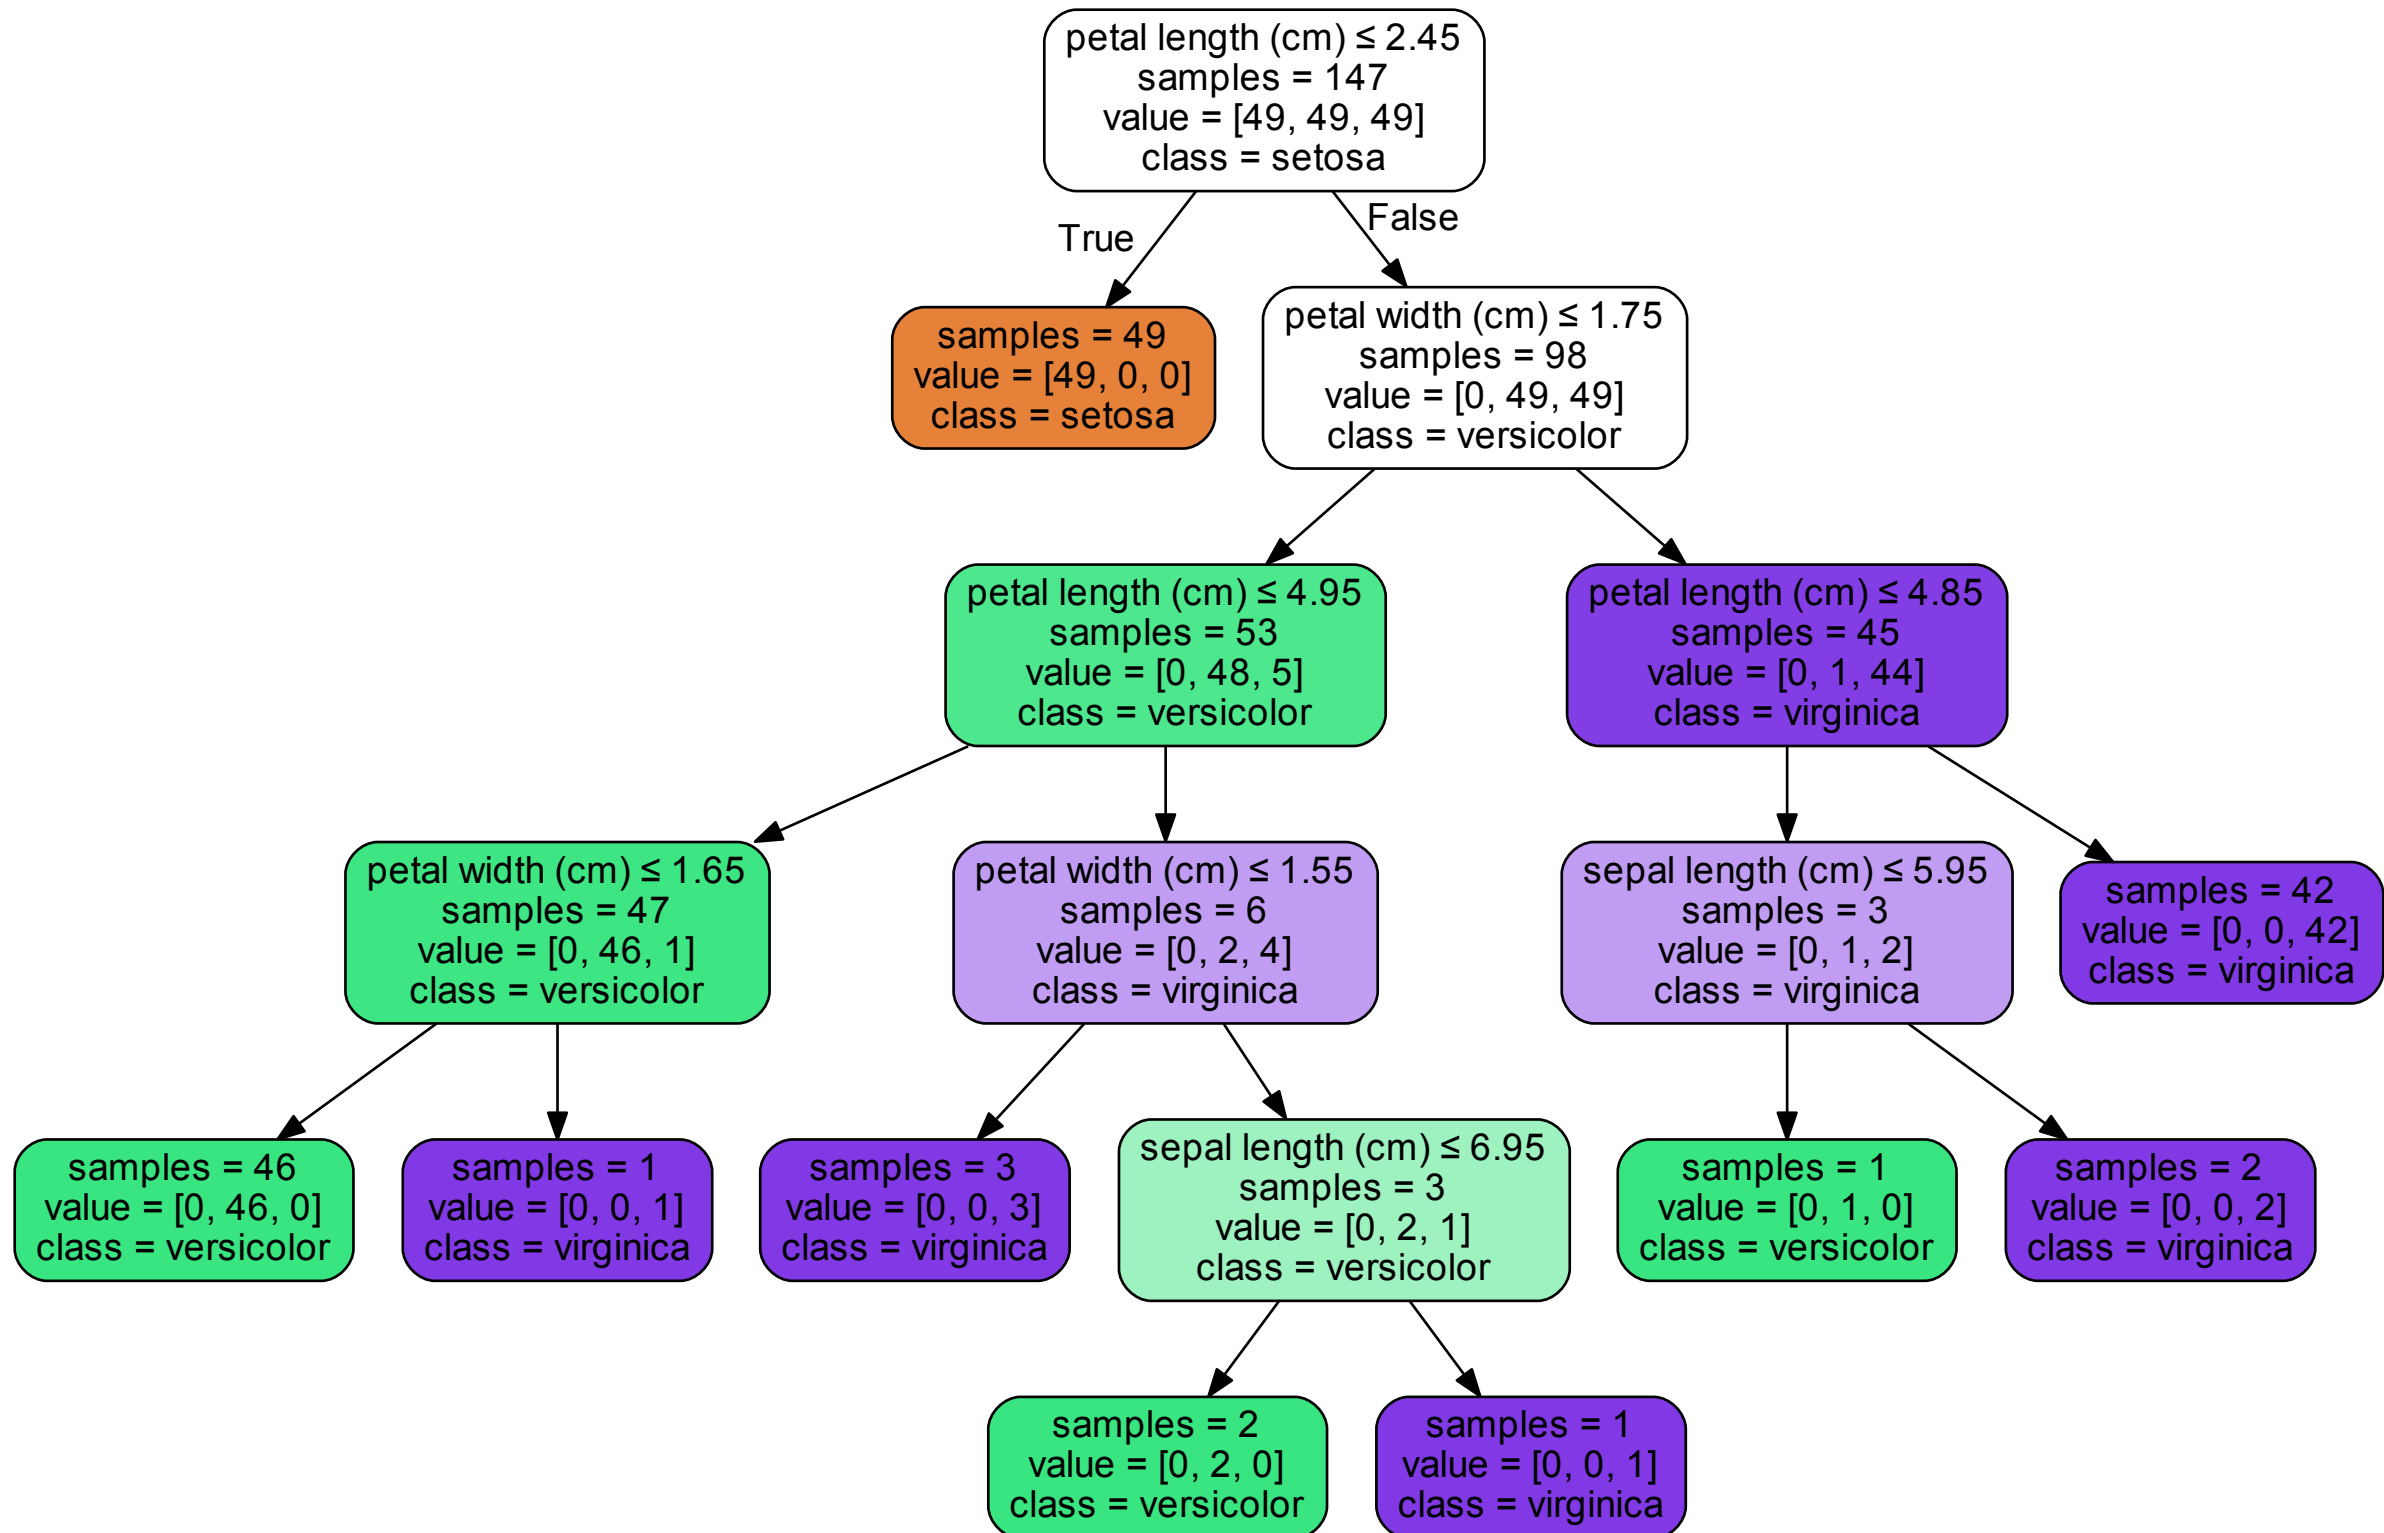 petal length (cm) ≤ 2.45
samples = 147
value = [49, 49, 49]
class = setosa
True
False
samples = 49
value = [49, 0, 0]
class = setosa
petal width (cm) ≤ 1.75
samples = 98
value = [0, 49, 49]
class = versicolor
petal length (cm) ≤ 4.95
samples = 53
value = [0, 48, 5]
class = versicolor
petal length (cm) ≤ 4.85
samples = 45
value = [0, 1, 44]
class = virginica
petal width (cm) ≤ 1.65
samples = 47
value = [0, 46, 1]
class = versicolor
petal width (cm) ≤ 1.55
samples = 6
value = [0, 2, 4]
class = virginica
sepal length (cm) ≤ 5.95
samples = 3
value = [0, 1, 2]
class = virginica
samples = 42
value = [0, 0, 42]
class = virginica
samples = 46
value = [0, 46, 0]
class = versicolor
samples = 1
value = [0, 0, 1]
class = virginica
samples = 3
value = [0, 0, 3]
class = virginica
sepal length (cm) ≤ 6.95
samples = 3
value = [0, 2, 1]
class = versicolor
samples = 1
value = [0, 1, 0]
class = versicolor
samples = 2
value = [0, 0, 2]
class = virginica
samples = 2
value = [0, 2, 0]
class = versicolor
samples = 1
value = [0, 0, 1]
class = virginica